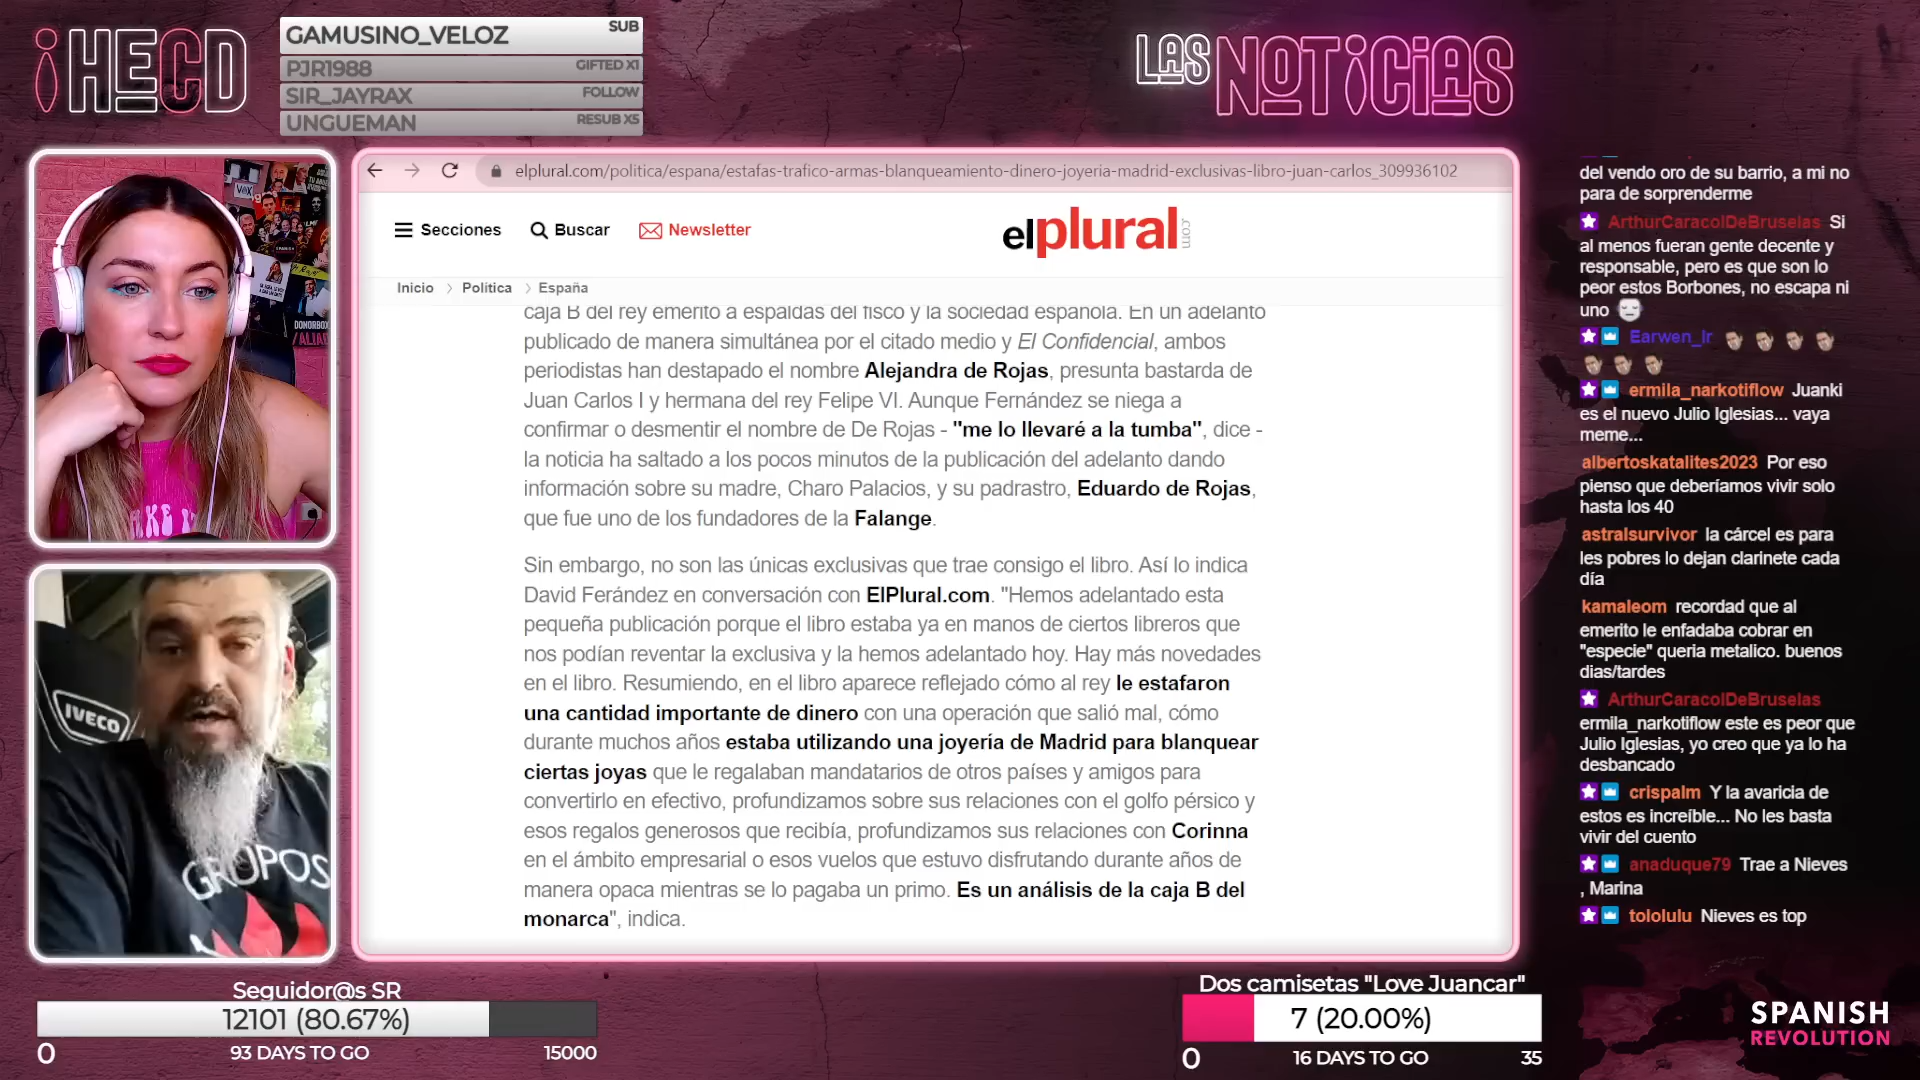 ¡HECD
GAMUSINO_VELOZ SUB
PJR1988 GIFTED X1
SIR_JAYRAX FOLLOW
UNGUEMAN RESUB X5
LAS NOTICIAS
elplural.com/politica/espana/estafas-trafico-armas-blanqueamiento-dinero-joyeria-madrid-exclusivas-libro-juan-carlos_309936102
Secciones Buscar Newsletter
elplural.com
Inicio > Política > España
caja B del rey emérito a espaldas del fisco y la sociedad española. En un adelanto
publicado de manera simultánea por el citado medio y El Confidencial, ambos
periodistas han destapado el nombre Alejandra de Rojas, presunta bastarda de
Juan Carlos I y hermana del rey Felipe VI. Aunque Fernández se niega a
confirmar o desmentir el nombre de De Rojas - "me lo llevaré a la tumba", dice -
la noticia ha saltado a los pocos minutos de la publicación del adelanto dando
información sobre su madre, Charo Palacios, y su padrastro, Eduardo de Rojas,
que fue uno de los fundadores de la Falange.
Sin embargo, no son las únicas exclusivas que trae consigo el libro. Así lo indica
David Ferández en conversación con ElPlural.com. "Hemos adelantado esta
pequeña publicación porque el libro estaba ya en manos de ciertos libreros que
nos podían reventar la exclusiva y la hemos adelantado hoy. Hay más novedades
en el libro. Resumiendo, en el libro aparece reflejado cómo al rey le estafaron
una cantidad importante de dinero con una operación que salió mal, cómo
durante muchos años estaba utilizando una joyería de Madrid para blanquear
ciertas joyas que le regalaban mandatarios de otros países y amigos para
convertirlo en efectivo, profundizamos sobre sus relaciones con el golfo pérsico y
esos regalos generosos que recibía, profundizamos sus relaciones con Corinna
en el ámbito empresarial o esos vuelos que estuvo disfrutando durante años de
manera opaca mientras se lo pagaba un primo. Es un análisis de la caja B del
monarca", indica.
del vendo oro de su barrio, a mi no
para de sorprenderme
ArthurCaracolDeBruselas Si
al menos fueran gente decente y
responsable, pero es que son lo
peor estos Borbones, no escapa ni
uno
Earwen_Ir
ermila_narkotiflow Juanki
es el nuevo Julio Iglesias... vaya
meme...
albertoskatalites2023 Por eso
pienso que deberíamos vivir solo
hasta los 40
astralsurvivor la cárcel es para
les pobres lo dejan clarinete cada
día
kamaleom recordad que al
emerito le enfadaba cobrar en
"especie" queria metalico. buenos
dias/tardes
ArthurCaracolDeBruselas
ermila_narkotiflow este es peor que
Julio Iglesias, yo creo que ya lo ha
desbancado
crispalm Y la avaricia de
estos es increíble... No les basta
vivir del cuento
anaduque79 Trae a Nieves
, Marina
tololulu Nieves es top
VOX
DONORBOX
/ALIAD
IVECO
GROPOS
Seguidor@s SR
12101 (80.67%)
0 93 DAYS TO GO 15000
Dos camisetas "Love Juancar"
7 (20.00%)
0 16 DAYS TO GO 35
SPANISH
REVOLUTION